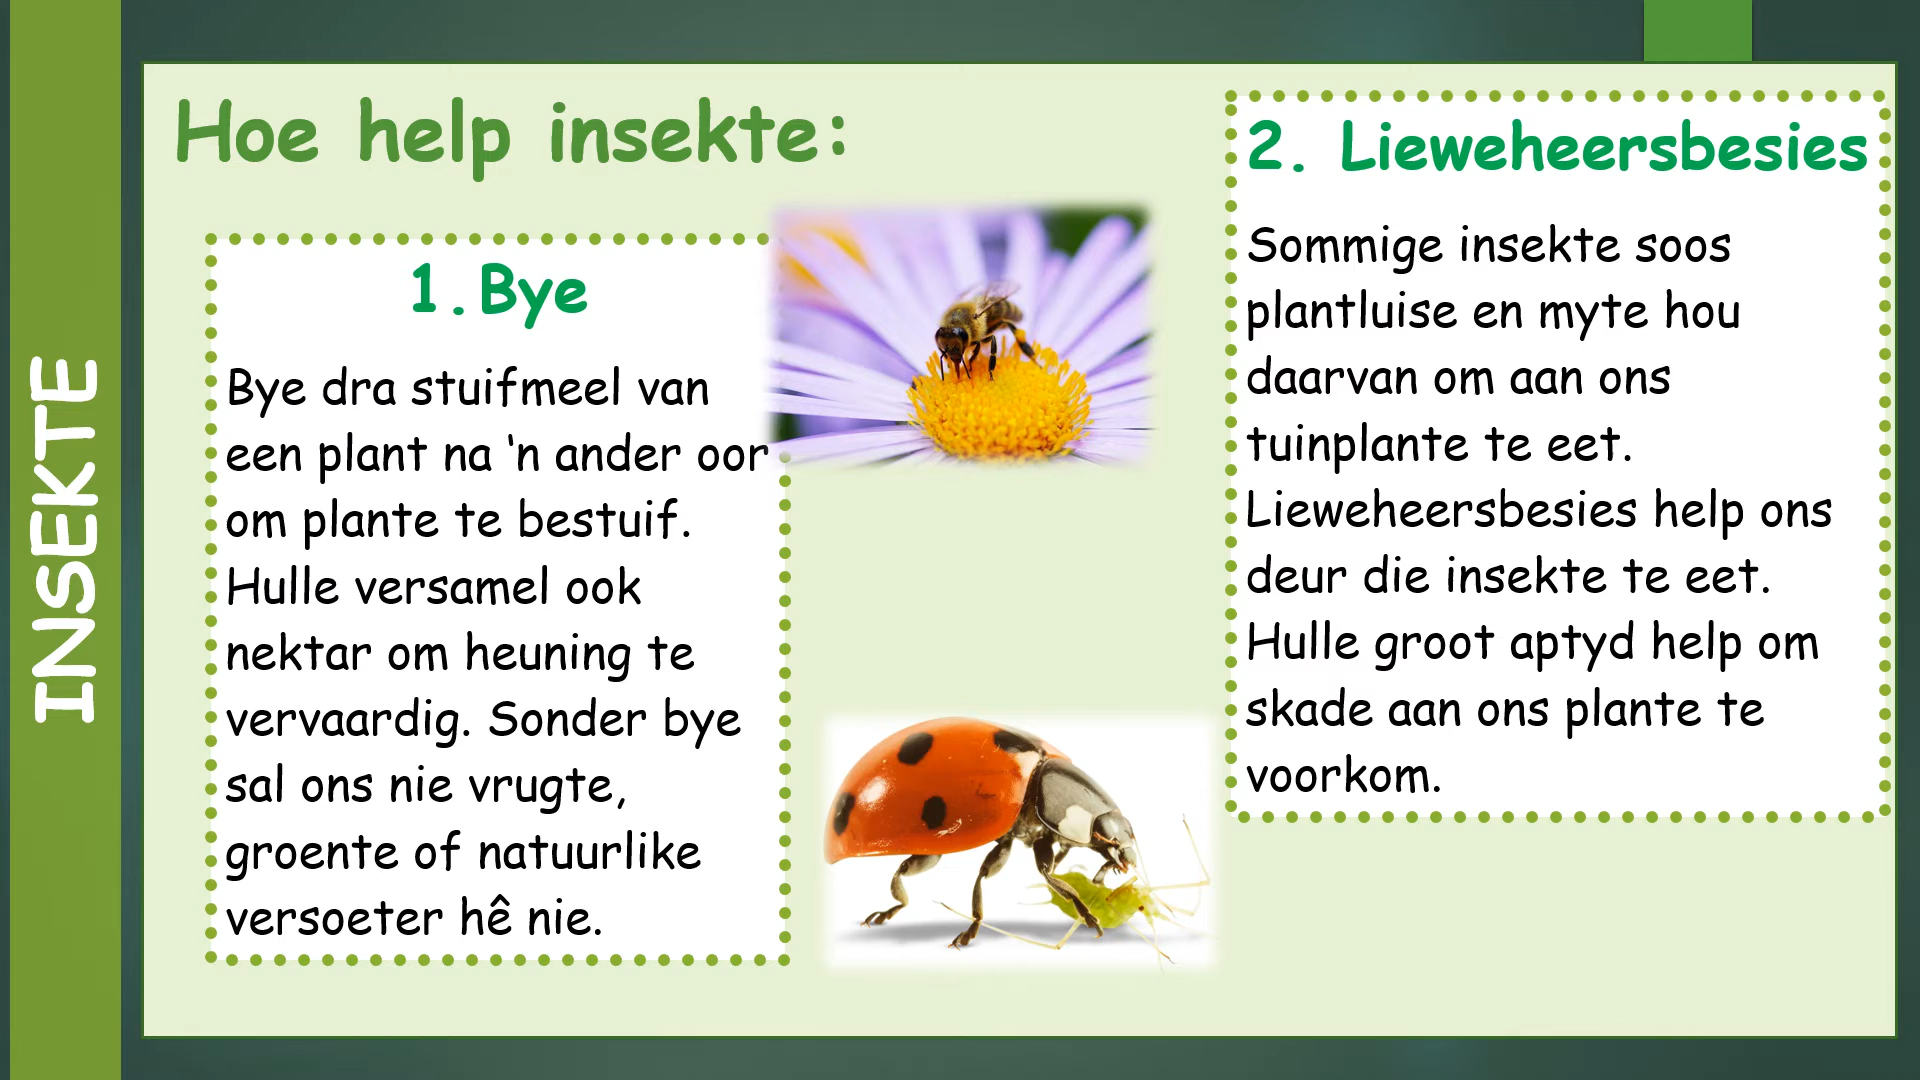 INSEKTE
Hoe help insekte:
1. Bye
Bye dra stuifmeel van
een plant na ‘n ander oor
om plante te bestuif.
Hulle versamel ook
nektar om heuning te
vervaardig. Sonder bye
sal ons nie vrugte,
groente of natuurlike
versoeter hê nie.
2. Lieweheersbesies
Sommige insekte soos
plantluise en myte hou
daarvan om aan ons
tuinplante te eet.
Lieweheersbesies help ons
deur die insekte te eet.
Hulle groot aptyd help om
skade aan ons plante te
voorkom.